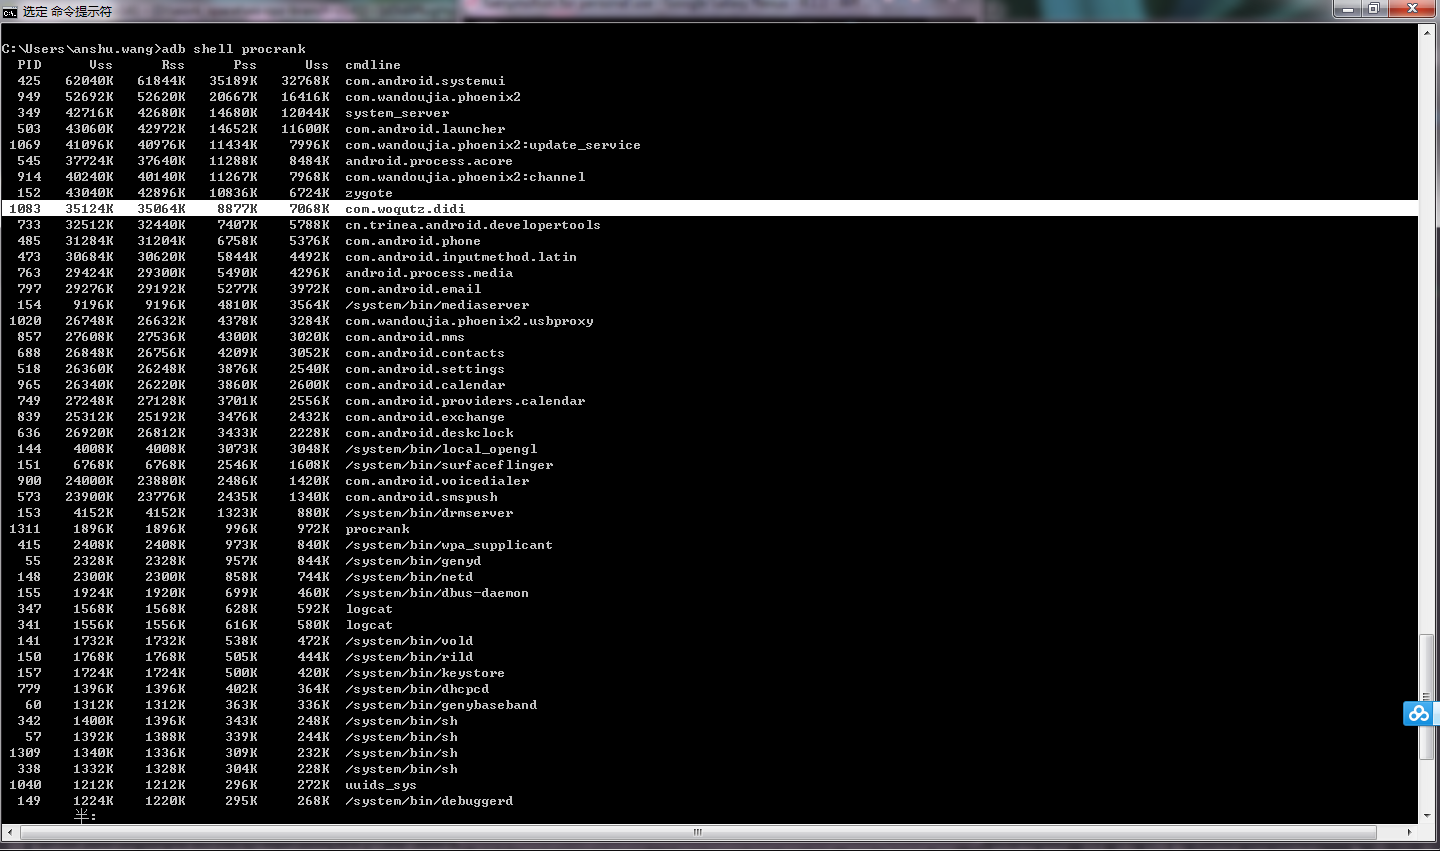 选定 命令提示符
C:\Users\anshu.wang>adb shell procrank
PID Vss Rss Pss Uss cmdline
425 62040K 61844K 35189K 32768K com.android.systemui
949 52692K 52620K 20667K 16416K com.wandoujia.phoenix2
349 42716K 42680K 14680K 12044K system_server
503 43060K 42972K 14652K 11600K com.android.launcher
1069 41096K 40976K 11434K 7996K com.wandoujia.phoenix2:update_service
545 37724K 37640K 11288K 8484K android.process.acore
914 40240K 40140K 11267K 7968K com.wandoujia.phoenix2:channel
152 43040K 42896K 10836K 6724K zygote
1083 35124K 35064K 8877K 7068K com.woqutz.didi
733 32512K 32440K 7407K 5788K cn.trinea.android.developertools
485 31284K 31204K 6758K 5376K com.android.phone
473 30684K 30620K 5844K 4492K com.android.inputmethod.latin
763 29424K 29300K 5490K 4296K android.process.media
797 29276K 29192K 5277K 3972K com.android.email
154 9196K 9196K 4810K 3564K /system/bin/mediaserver
1020 26748K 26632K 4378K 3284K com.wandoujia.phoenix2.usbproxy
857 27608K 27536K 4300K 3020K com.android.mms
688 26848K 26756K 4209K 3052K com.android.contacts
518 26360K 26248K 3876K 2540K com.android.settings
965 26340K 26220K 3860K 2600K com.android.calendar
749 27248K 27128K 3701K 2556K com.android.providers.calendar
839 25312K 25192K 3476K 2432K com.android.exchange
636 26920K 26812K 3433K 2228K com.android.deskclock
144 4008K 4008K 3073K 3048K /system/bin/local_opengl
151 6768K 6768K 2546K 1608K /system/bin/surfaceflinger
900 24000K 23880K 2486K 1420K com.android.voicedialer
573 23900K 23776K 2435K 1340K com.android.smspush
153 4152K 4152K 1323K 880K /system/bin/drmserver
1311 1896K 1896K 996K 972K procrank
415 2408K 2408K 973K 840K /system/bin/wpa_supplicant
55 2328K 2328K 957K 844K /system/bin/genyd
148 2300K 2300K 858K 744K /system/bin/netd
155 1924K 1920K 699K 460K /system/bin/dbus-daemon
347 1568K 1568K 628K 592K logcat
341 1556K 1556K 616K 580K logcat
141 1732K 1732K 538K 472K /system/bin/vold
150 1768K 1768K 505K 444K /system/bin/rild
157 1724K 1724K 500K 420K /system/bin/keystore
779 1396K 1396K 402K 364K /system/bin/dhcpcd
60 1312K 1312K 363K 336K /system/bin/genybaseband
342 1400K 1396K 343K 248K /system/bin/sh
57 1392K 1388K 339K 244K /system/bin/sh
1309 1340K 1336K 309K 232K /system/bin/sh
338 1332K 1328K 304K 228K /system/bin/sh
1040 1212K 1212K 296K 272K uuids_sys
149 1224K 1220K 295K 268K /system/bin/debuggerd
半: